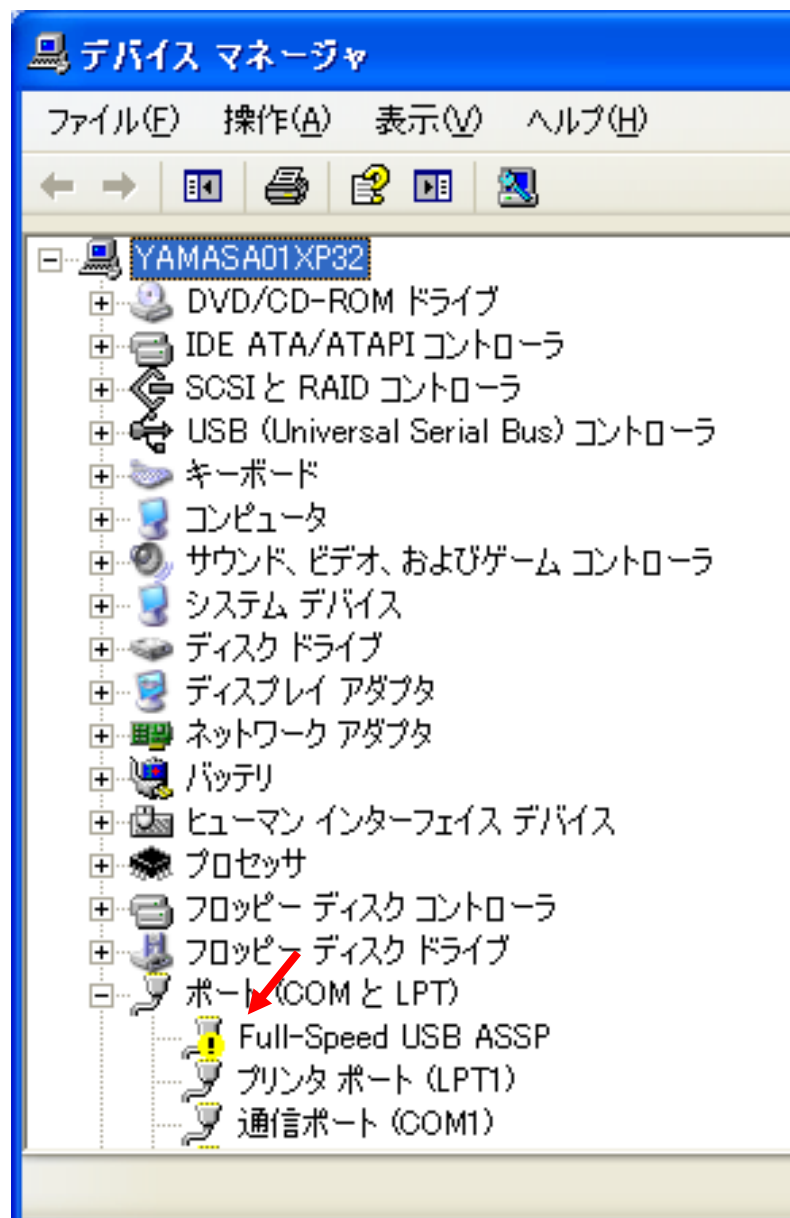 デバイス マネージャ
ファイル(F) 操作(A) 表示(V) ヘルプ(H)
YAMASA01XP32
DVD/CD-ROM ドライブ
IDE ATA/ATAPI コントローラ
SCSI と RAID コントローラ
USB (Universal Serial Bus) コントローラ
キーボード
コンピュータ
サウンド、ビデオ、およびゲーム コントローラ
システム デバイス
ディスク ドライブ
ディスプレイ アダプタ
ネットワーク アダプタ
バッテリ
ヒューマン インターフェイス デバイス
プロセッサ
フロッピー ディスク コントローラ
フロッピー ディスク ドライブ
ポート (COM と LPT)
Full-Speed USB ASSP
プリンタ ポート (LPT1)
通信ポート (COM1)